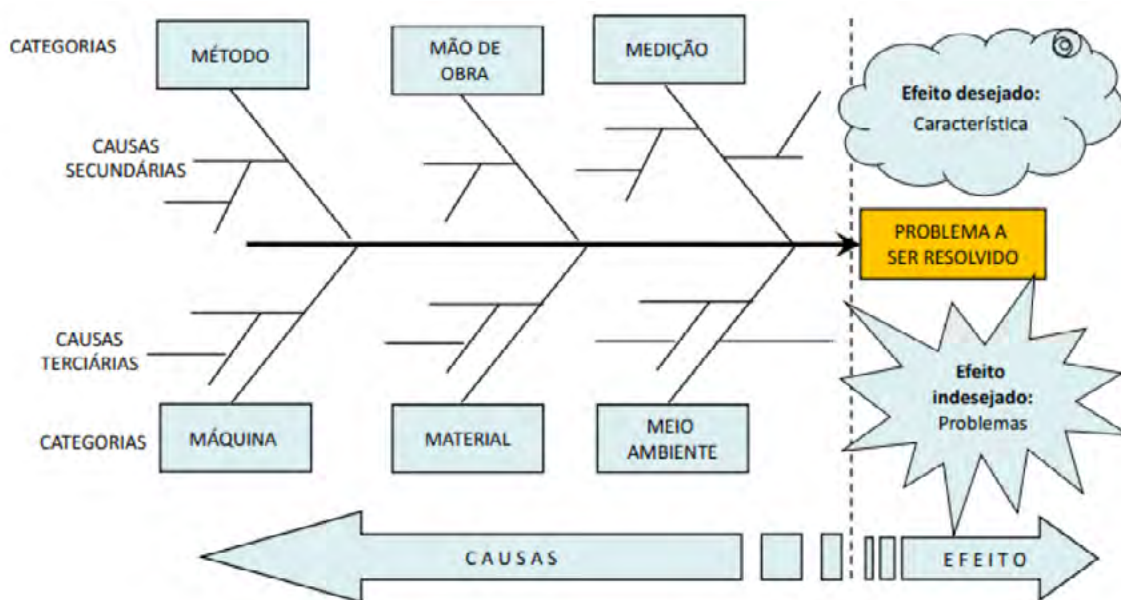 CATEGORIAS
MÉTODO
MÃO DE
OBRA
MEDIÇÃO
Efeito desejado:
Característica
CAUSAS
SECUNDÁRIAS
PROBLEMA A
SER RESOLVIDO
CAUSAS
TERCIÁRIAS
Efeito
indesejado:
Problemas
CATEGORIAS
MÁQUINA
MATERIAL
MEIO
AMBIENTE
CAUSAS
EFEITO